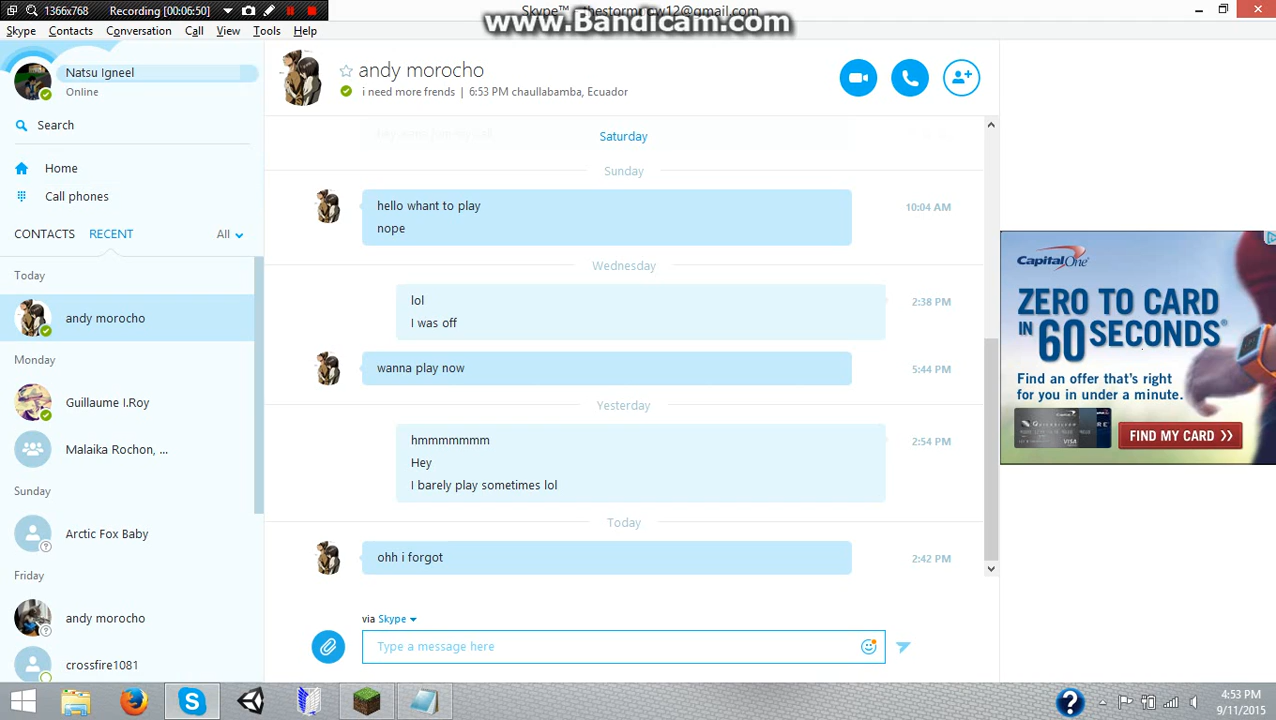 1366x768 Recording [00:06:50]
www.Bandicam.com
Skype Contacts Conversation Call View Tools Help
Natsu Igneel
Online
Search
Home
Call phones
CONTACTS RECENT All
Today
andy morocho
Monday
Guillaume I.Roy
Malaika Rochon, ...
Sunday
Arctic Fox Baby
Friday
andy morocho
crossfire1081
andy morocho
i need more frends | 6:53 PM chaullabamba, Ecuador
Saturday
Sunday
hello whant to play 10:04 AM
nope
Wednesday
lol 2:38 PM
I was off
wanna play now 5:44 PM
Yesterday
hmmmmmmm 2:54 PM
Hey
I barely play sometimes lol
Today
ohh i forgot 2:42 PM
via Skype
Type a message here
Capital One
ZERO TO CARD
IN 60 SECONDS®
Find an offer that's right
for you in under a minute.
VISA
FIND MY CARD
4:53 PM
9/11/2015